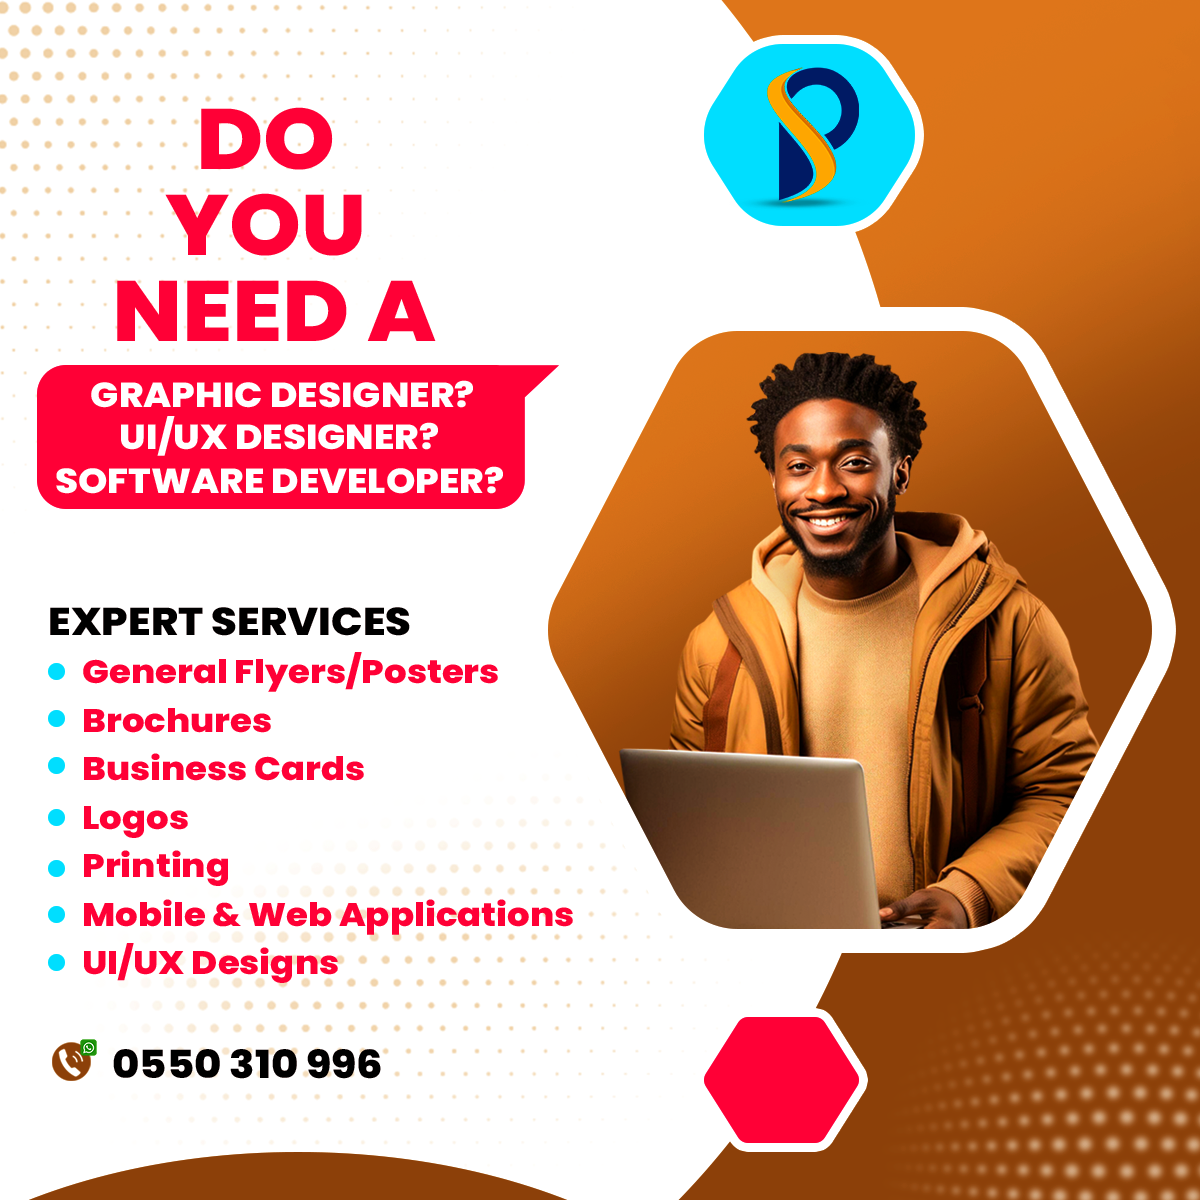 DO
YOU
NEED A
GRAPHIC DESIGNER?
UI/UX DESIGNER?
SOFTWARE DEVELOPER?
EXPERT SERVICES
General Flyers/Posters
Brochures
Business Cards
Logos
Printing
Mobile & Web Applications
UI/UX Designs
0550 310 996
PS